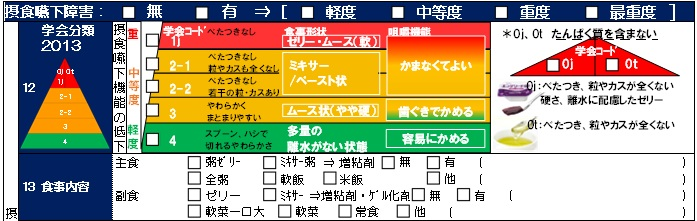 摂食嚥下障害： □ 無 □ 有 ⇒ [ □ 軽度 □ 中等度 □ 重度 □ 最重度 ]
12
学会分類
2013
0j 0t
1j
2-1
2-2
3
4
摂食嚥下機能の低下
重度
中等度
軽度
学会コード
食事形状
咀嚼機能
□ 1j
べたつきなし
ゼリー・ムース(軟)
□ 2-1
べたつきなし
粒やカスも全くなく
□ 2-2
べたつきなし
若干の粒・カスあり
ミキサー
/ペースト状
かまなくてよい
□ 3
やわらかく
まとまりやすい
ムース状(やや硬)
歯ぐきでかめる
□ 4
スプーン、ハシで
切れるやわらかさ
多量の
離水がない状態
容易にかめる
＊0j、0t たんぱく質を含まない
学会コード
□ 0j □ 0t
0j：べたつき、粒やカスが全くない
硬さ、離水に配慮したゼリー
0t：べたつき、粒やカスが全くない
摂
13 食事内容
主食
□ 粥ゼリー □ ﾐｷｻｰ粥 ⇒ 増粘剤 □ 無 □ 有 (
□ 全粥 □ 軟飯 □ 米飯 □ 他 (
副食
□ ゼリー □ ﾐｷｻｰ ⇒ 増粘剤・ゲル化剤 □ 無 □ 有 (
□ 軟菜一口大 □ 軟菜 □ 常食 □ 他 (